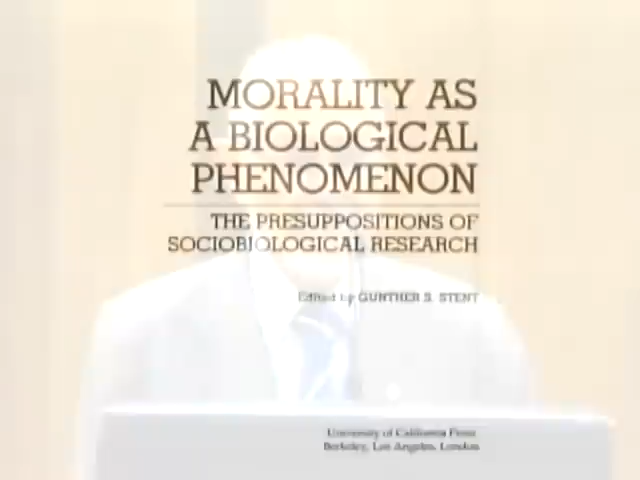 MORALITY AS
A BIOLOGICAL
PHENOMENON
THE PRESUPPOSITIONS OF
SOCIOBIOLOGICAL RESEARCH
Edited by GUNTHER S. STENT
University of California Press
Berkeley, Los Angeles, London